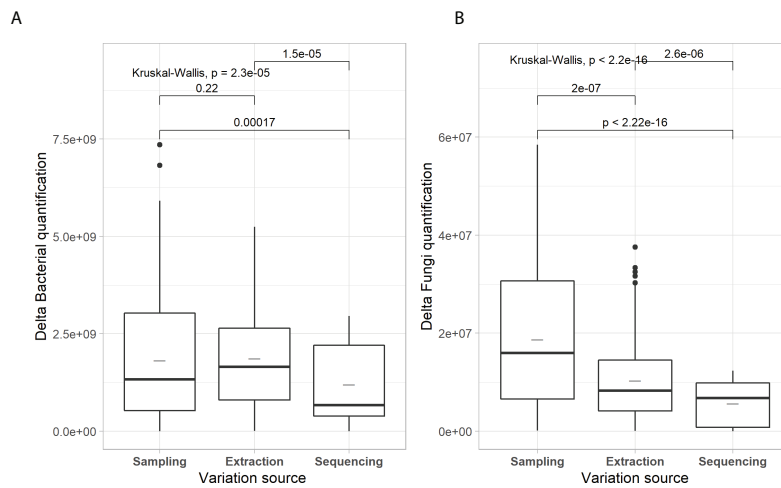 A
1.5e-05
Kruskal-Wallis, p = 2.3e-05
0.22
0.00017
7.5e+09
5.0e+09
2.5e+09
0.0e+00
Delta Bacterial quantification
Sampling Extraction Sequencing
Variation source
B
2.6e-06
Kruskal-Wallis, p < 2.2e-16
2e-07
p < 2.22e-16
6e+07
4e+07
2e+07
0e+00
Delta Fungi quantification
Sampling Extraction Sequencing
Variation source